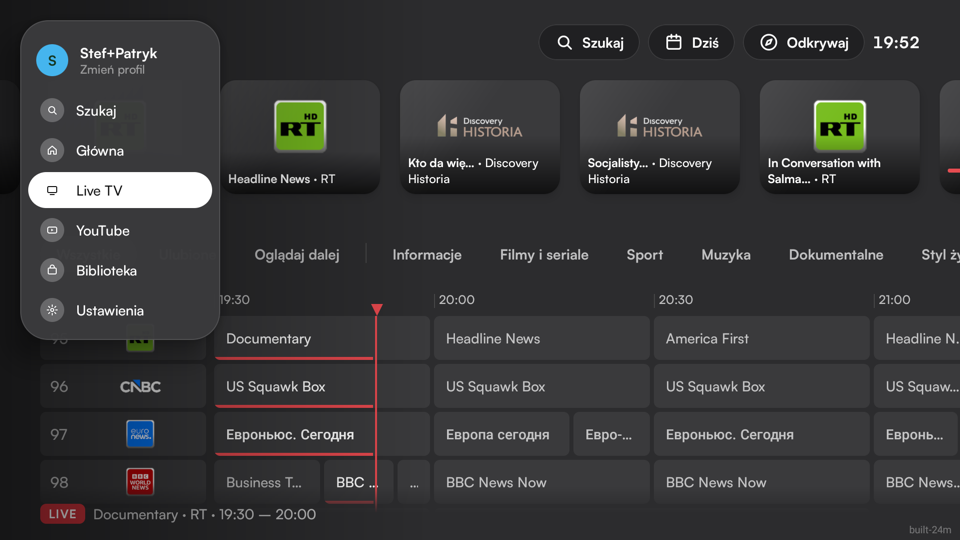 S
Stef+Patryk
Zmień profil
Szukaj
Główna
Live TV
YouTube
Biblioteka
Ustawienia
Szukaj
Dziś
Odkrywaj
19:52
RT HD
Headline News · RT
Discovery
HISTORIA
Kto da wię... · Discovery
Historia
Discovery
HISTORIA
Socjalisty... · Discovery
Historia
RT HD
In Conversation with
Salma... · RT
Oglądaj dalej
Informacje
Filmy i seriale
Sport
Muzyka
Dokumentalne
Styl ży
19:30
20:00
20:30
21:00
95
RT
Documentary
Headline News
America First
Headline N...
96
CNBC
US Squawk Box
US Squawk Box
US Squawk Box
US Squaw...
97
euro
news.
Евроньюс. Сегодня
Европа сегодня
Евро-...
Евроньюс. Сегодня
Евронь...
98
BBC
WORLD
NEWS
Business T...
BBC ...
...
BBC News Now
BBC News Now
BBC News...
LIVE
Documentary · RT · 19:30 — 20:00
built-24m